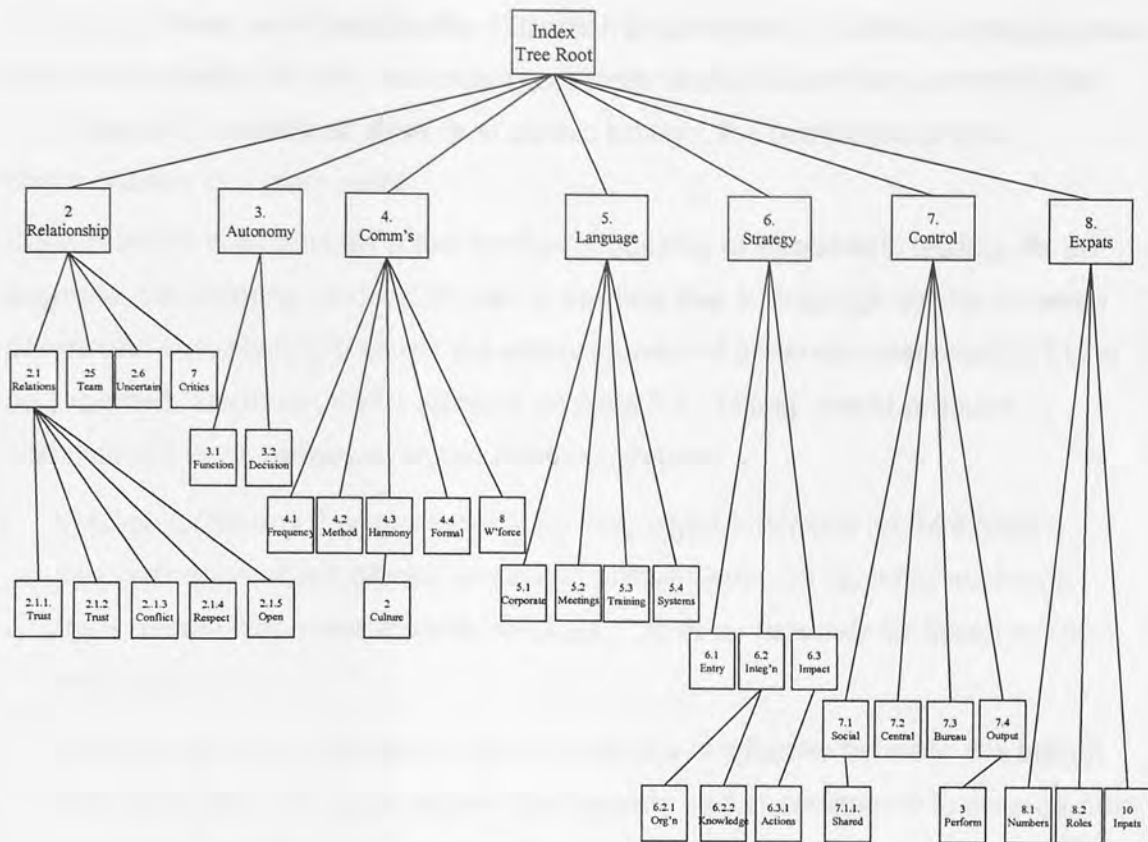 Index
Tree Root
2
Relationship
3.
Autonomy
4.
Comm's
5.
Language
6.
Strategy
7.
Control
8.
Expats
2.1
Relations
25
Team
2.6
Uncertain
7
Critics
3.1
Function
3.2
Decision
4.1
Frequency
4.2
Method
4.3
Harmony
4.4
Formal
8
W'force
2.1.1.
Trust
2.1.2
Trust
2..1.3
Conflict
2.1.4
Respect
2.1.5
Open
2
Culture
5.1
Corporate
5.2
Meetings
5.3
Training
5.4
Systems
6.1
Entry
6.2
Integ'n
6.3
Impact
7.1
Social
7.2
Central
7.3
Bureau
7.4
Output
6.2.1
Org'n
6.2.2
Knowledge
6.3.1
Actions
7.1.1.
Shared
3
Perform
8.1
Numbers
8.2
Roles
10
Inpats